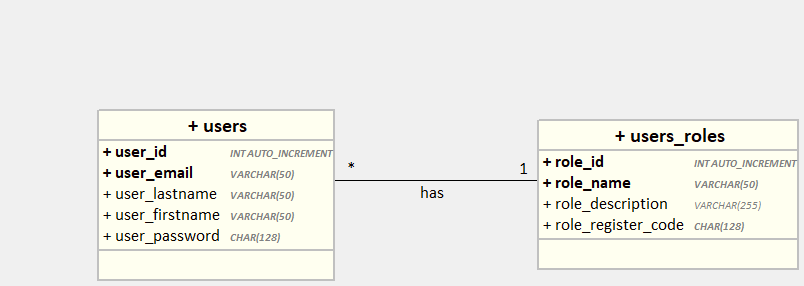 + users
+ user_id INT AUTO_INCREMENT
+ user_email VARCHAR(50)
+ user_lastname VARCHAR(50)
+ user_firstname VARCHAR(50)
+ user_password CHAR(128)
* 1
has
+ users_roles
+ role_id INT AUTO_INCREMENT
+ role_name VARCHAR(50)
+ role_description VARCHAR(255)
+ role_register_code CHAR(128)